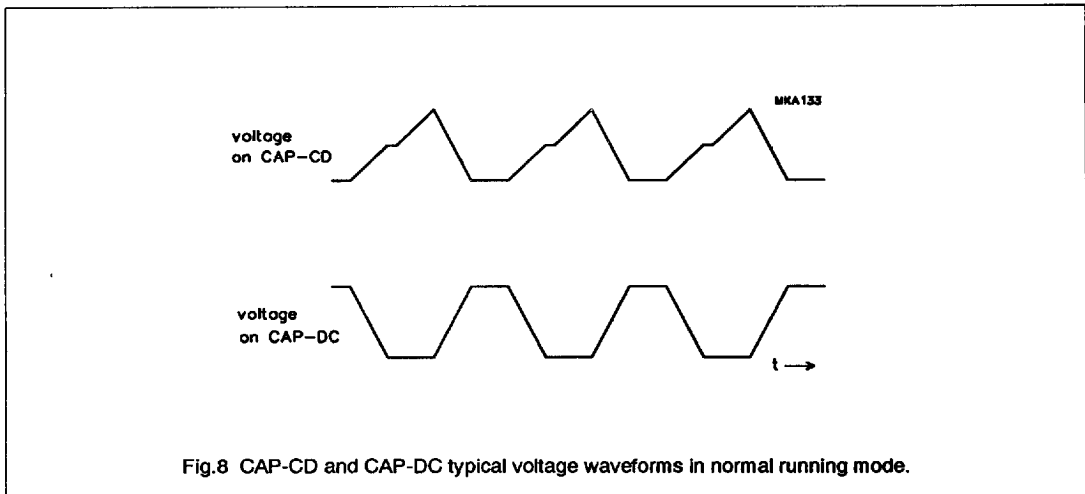 MKA133
voltage
on CAP-CD
voltage
on CAP-DC
t
Fig.8 CAP-CD and CAP-DC typical voltage waveforms in normal running mode.